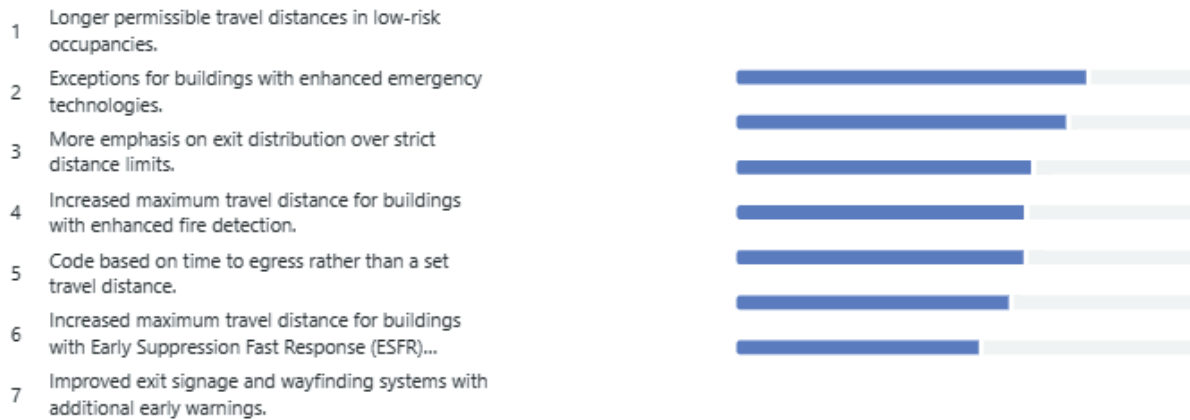 1 Longer permissible travel distances in low-risk
occupancies.
2 Exceptions for buildings with enhanced emergency
technologies.
3 More emphasis on exit distribution over strict
distance limits.
4 Increased maximum travel distance for buildings
with enhanced fire detection.
5 Code based on time to egress rather than a set
travel distance.
6 Increased maximum travel distance for buildings
with Early Suppression Fast Response (ESFR)...
7 Improved exit signage and wayfinding systems with
additional early warnings.